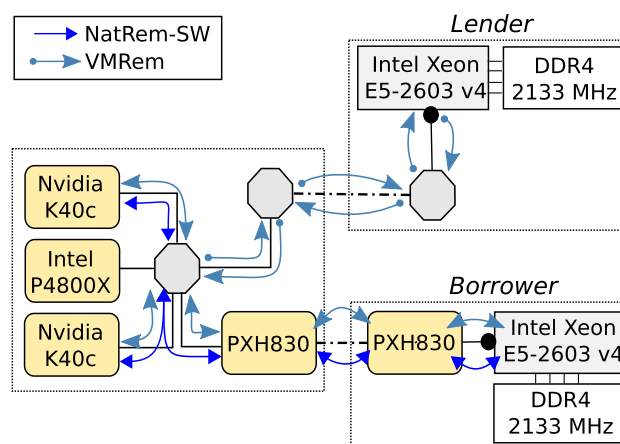 NatRem-SW
VMRem
Lender
Intel Xeon
E5-2603 v4
DDR4
2133 MHz
Nvidia
K40c
Intel
P4800X
Nvidia
K40c
PXH830
Borrower
PXH830
Intel Xeon
E5-2603 v4
DDR4
2133 MHz